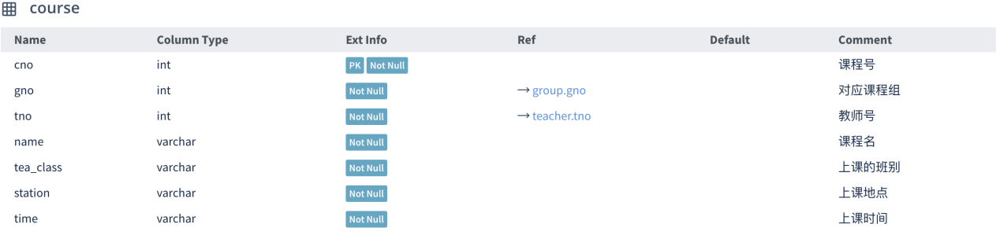 course
Name Column Type Ext Info Ref Default Comment
cno int PK Not Null 课程号
gno int Not Null → group.gno 对应课程组
tno int Not Null → teacher.tno 教师号
name varchar Not Null 课程名
tea_class varchar Not Null 上课的班别
station varchar Not Null 上课地点
time varchar Not Null 上课时间